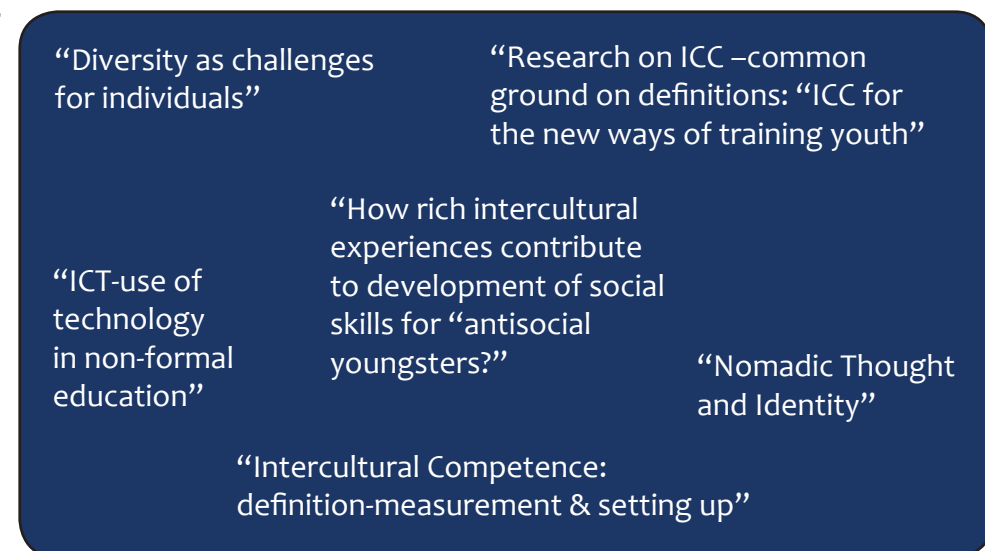 “Diversity as challenges
for individuals”
“Research on ICC –common
ground on definitions: “ICC for
the new ways of training youth”
“How rich intercultural
experiences contribute
to development of social
skills for “antisocial
youngsters?”
“ICT-use of
technology
in non-formal
education”
“Nomadic Thought
and Identity”
“Intercultural Competence:
definition-measurement & setting up”